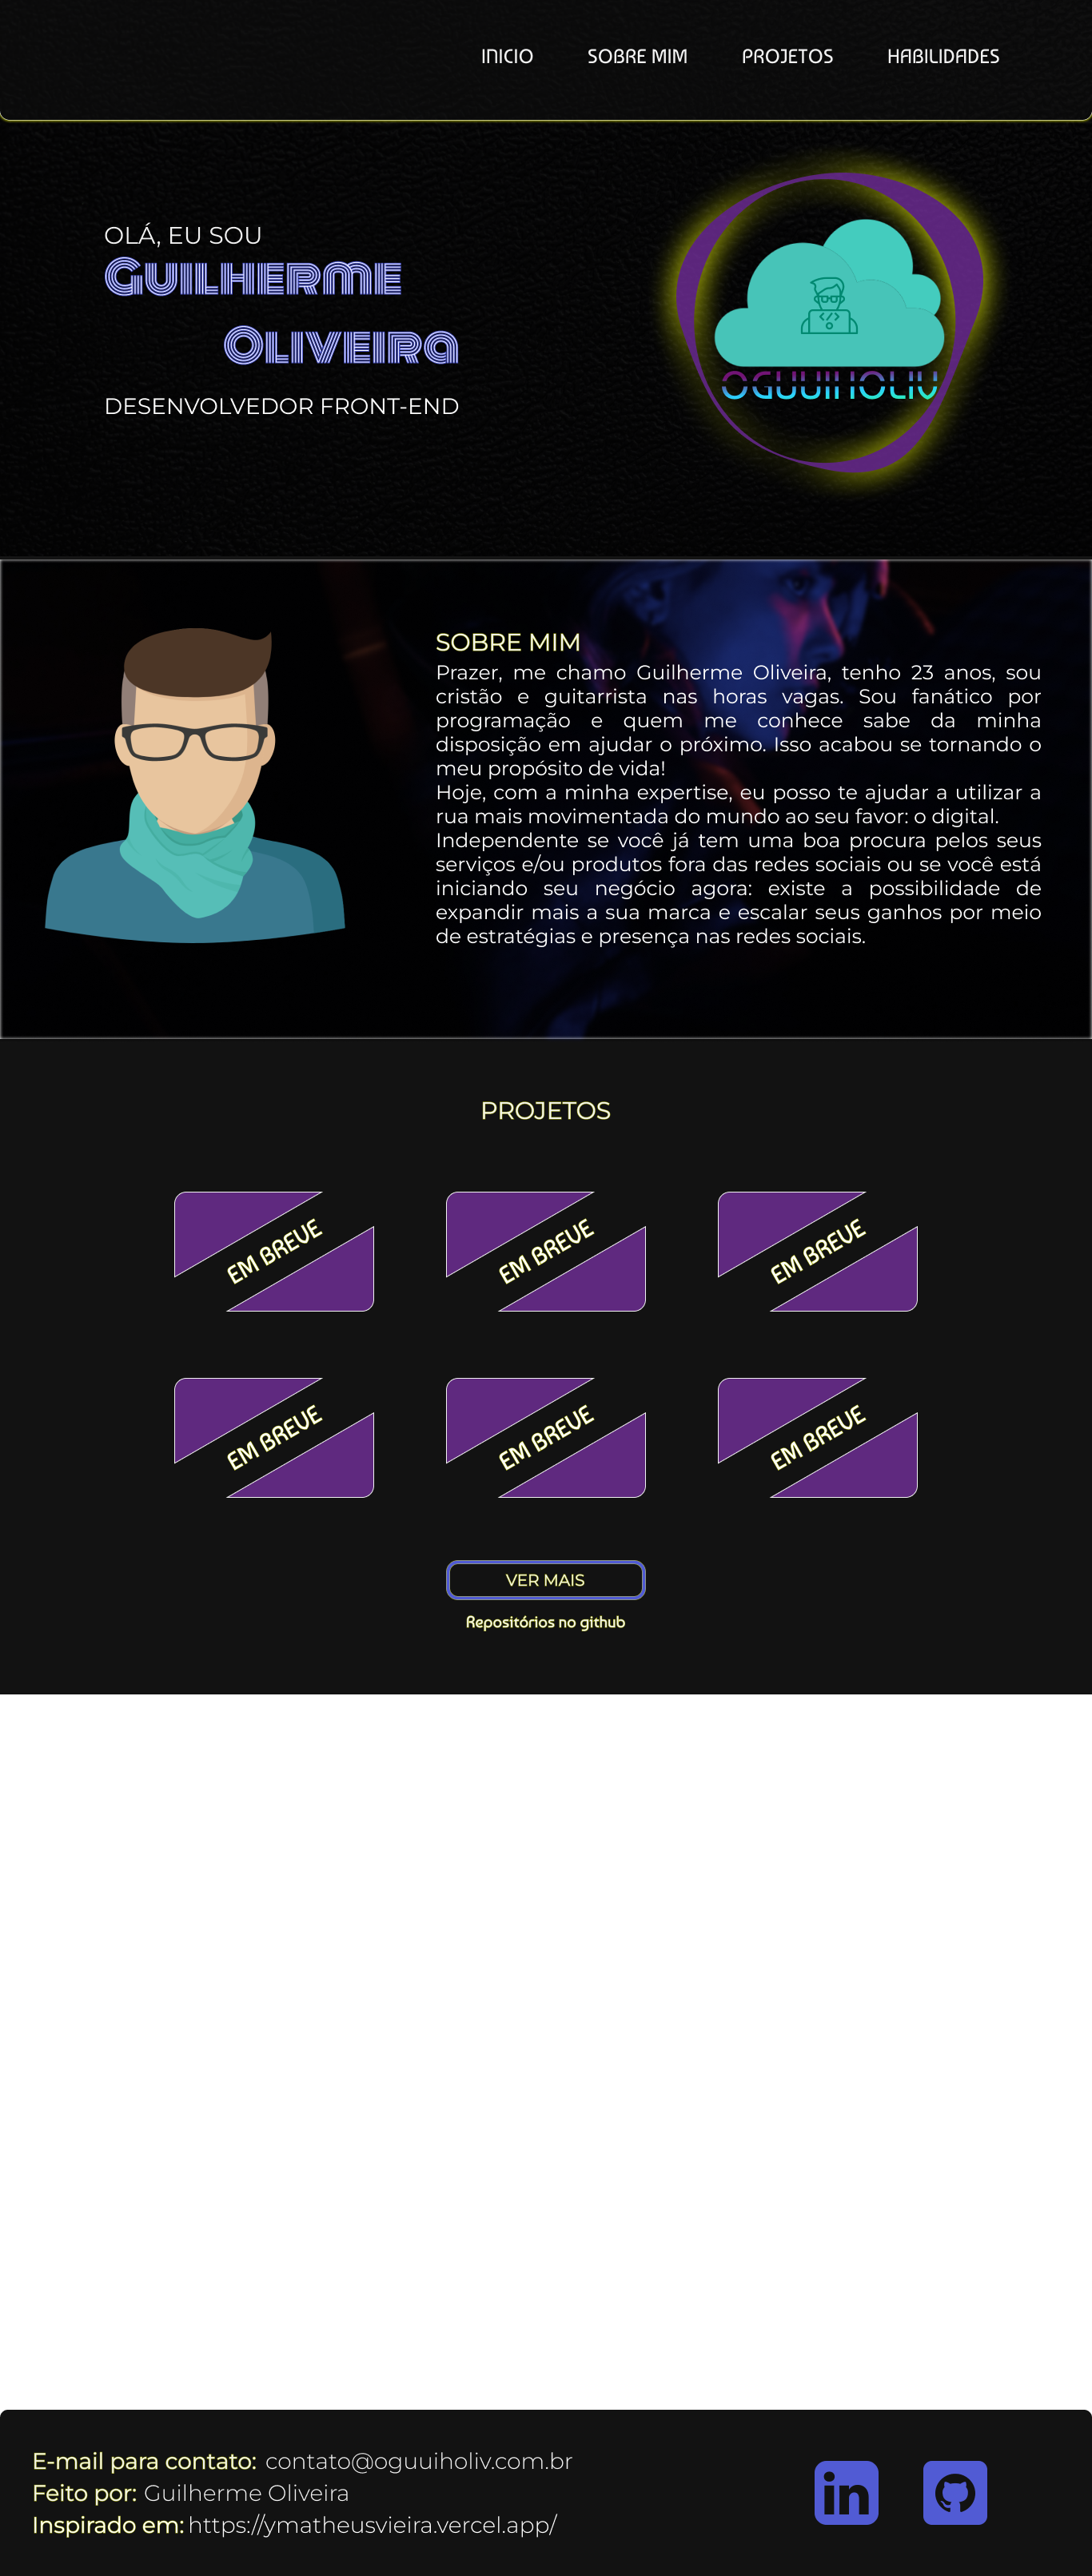 INICIO SOBRE MIM PROJETOS HABILIDADES
OLÁ, EU SOU
Guilherme
Oliveira
DESENVOLVEDOR FRONT-END
OGUUIHOLIV
SOBRE MIM
Prazer, me chamo Guilherme Oliveira, tenho 23 anos, sou
cristão e guitarrista nas horas vagas. Sou fanático por
programação e quem me conhece sabe da minha
disposição em ajudar o próximo. Isso acabou se tornando o
meu propósito de vida!
Hoje, com a minha expertise, eu posso te ajudar a utilizar a
rua mais movimentada do mundo ao seu favor: o digital.
Independente se você já tem uma boa procura pelos seus
serviços e/ou produtos fora das redes sociais ou se você está
iniciando seu negócio agora: existe a possibilidade de
expandir mais a sua marca e escalar seus ganhos por meio
de estratégias e presença nas redes sociais.
PROJETOS
EM BREVE
EM BREVE
EM BREVE
EM BREVE
EM BREVE
EM BREVE
VER MAIS
Repositórios no github
E-mail para contato: contato@oguuiholiv.com.br
Feito por: Guilherme Oliveira
Inspirado em: https://ymatheusvieira.vercel.app/
in